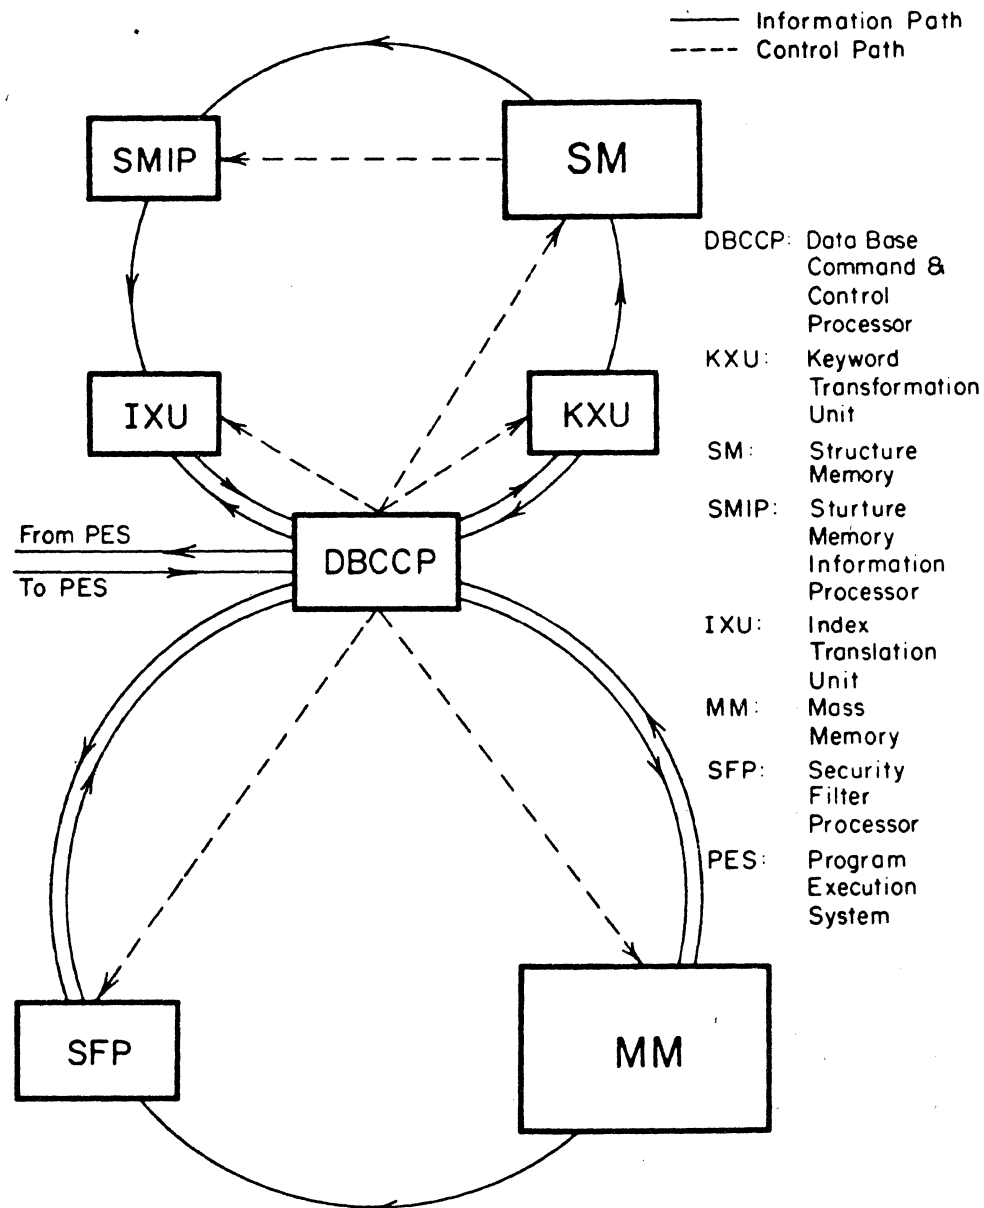 Information Path
Control Path
SMIP
SM
IXU
KXU
From PES
DBCCP
To PES
SFP
MM
DBCCP: Data Base
Command &
Control
Processor
KXU: Keyword
Transformation
Unit
SM: Structure
Memory
SMIP: Sturture
Memory
Information
Processor
IXU: Index
Translation
Unit
MM: Mass
Memory
SFP: Security
Filter
Processor
PES: Program
Execution
System